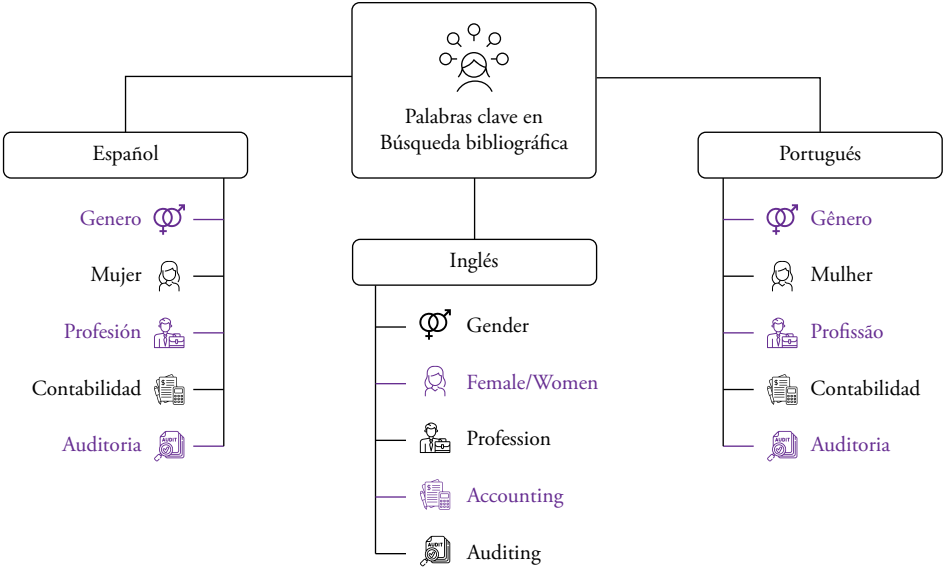 Palabras clave en
Búsqueda bibliográfica
Español
Genero
Mujer
Profesión
Contabilidad
Auditoria
Inglés
Gender
Female/Women
Profession
Accounting
Auditing
Portugués
Gênero
Mulher
Profissão
Contabilidad
Auditoria